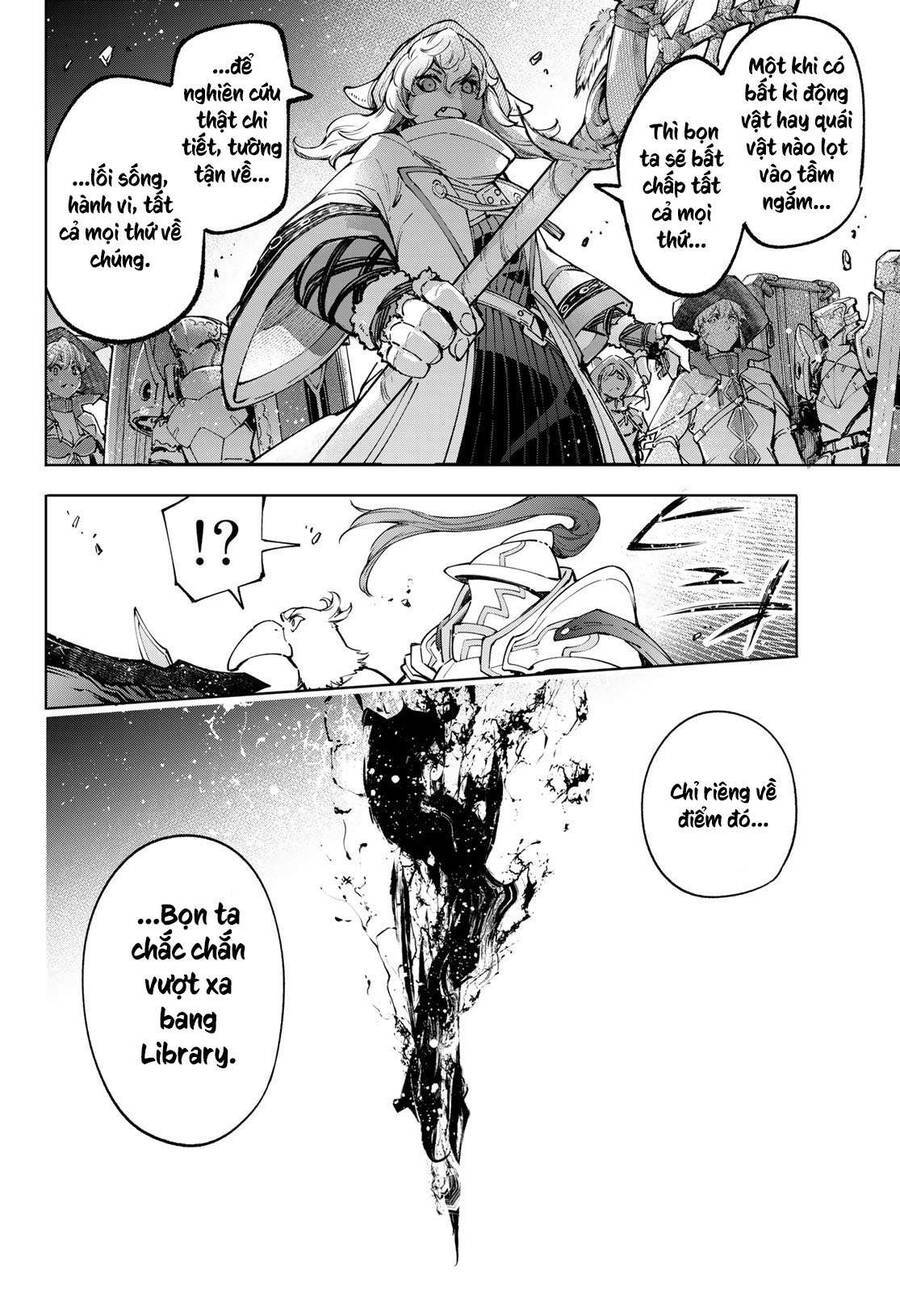 Một khi có
bất kì động
vật hay quái
vật nào lọt
vào tầm
ngắm...
Thì bọn
ta sẽ bất
chấp tất
cả mọi
thứ...
...để
nghiên cứu
thật chi
tiết, tường
tận về...
...lối sống,
hành vi, tất
cả mọi thứ về
chúng.
!?
Chỉ riêng về
điểm đó...
...Bọn ta
chắc chắn
vượt xa
bang
Library.